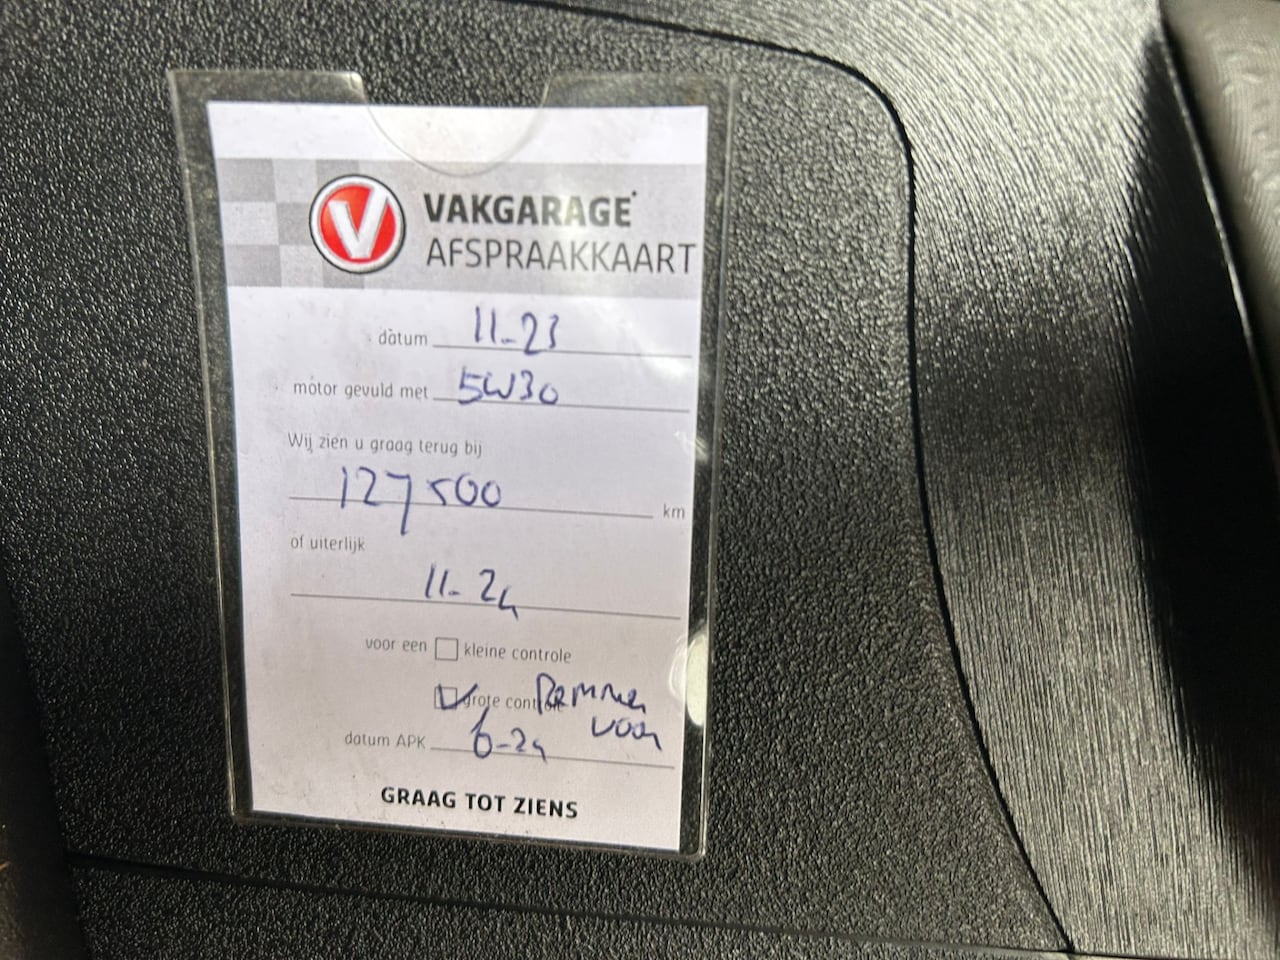 V
VAKGARAGE
AFSPRAAKKAART
datum 11-23
motor gevuld met 5W30
Wij zien u graag terug bij
127500 km
of uiterlijk
11-24
voor een kleine controle
grote controle Remmen
voor
datum APK 6-24
GRAAG TOT ZIENS